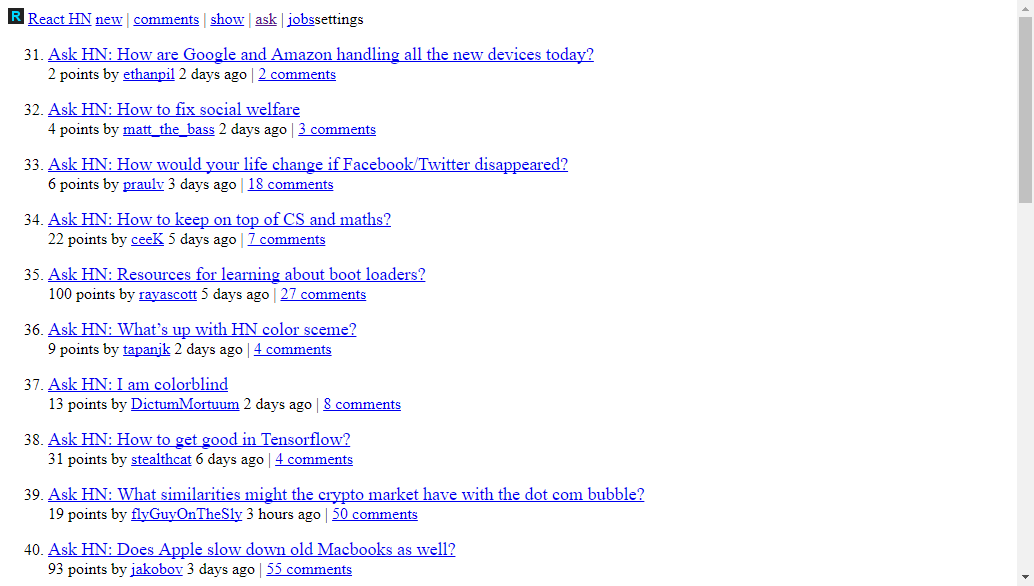 R React HN new | comments | show | ask | jobssettings
31. Ask HN: How are Google and Amazon handling all the new devices today?
2 points by ethanpil 2 days ago | 2 comments
32. Ask HN: How to fix social welfare
4 points by matt_the_bass 2 days ago | 3 comments
33. Ask HN: How would your life change if Facebook/Twitter disappeared?
6 points by praulv 3 days ago | 18 comments
34. Ask HN: How to keep on top of CS and maths?
22 points by ceeK 5 days ago | 7 comments
35. Ask HN: Resources for learning about boot loaders?
100 points by rayascott 5 days ago | 27 comments
36. Ask HN: What’s up with HN color sceme?
9 points by tapanjk 2 days ago | 4 comments
37. Ask HN: I am colorblind
13 points by DictumMortuum 2 days ago | 8 comments
38. Ask HN: How to get good in Tensorflow?
31 points by stealthcat 6 days ago | 4 comments
39. Ask HN: What similarities might the crypto market have with the dot com bubble?
19 points by flyGuyOnTheSly 3 hours ago | 50 comments
40. Ask HN: Does Apple slow down old Macbooks as well?
93 points by jakobov 3 days ago | 55 comments